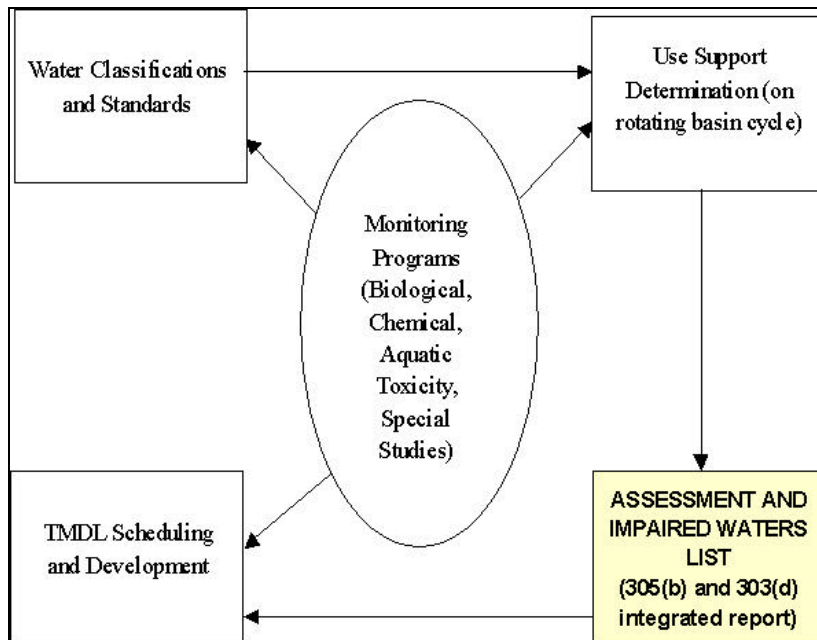 Water Classifications
and Standards
Use Support
Determination (on
rotating basin cycle)
Monitoring
Programs
(Biological,
Chemical,
Aquatic
Toxicity,
Special
Studies)
TMDL Scheduling
and Development
ASSESSMENT AND
IMPAIRED WATERS
LIST
(305(b) and 303(d)
integrated report)